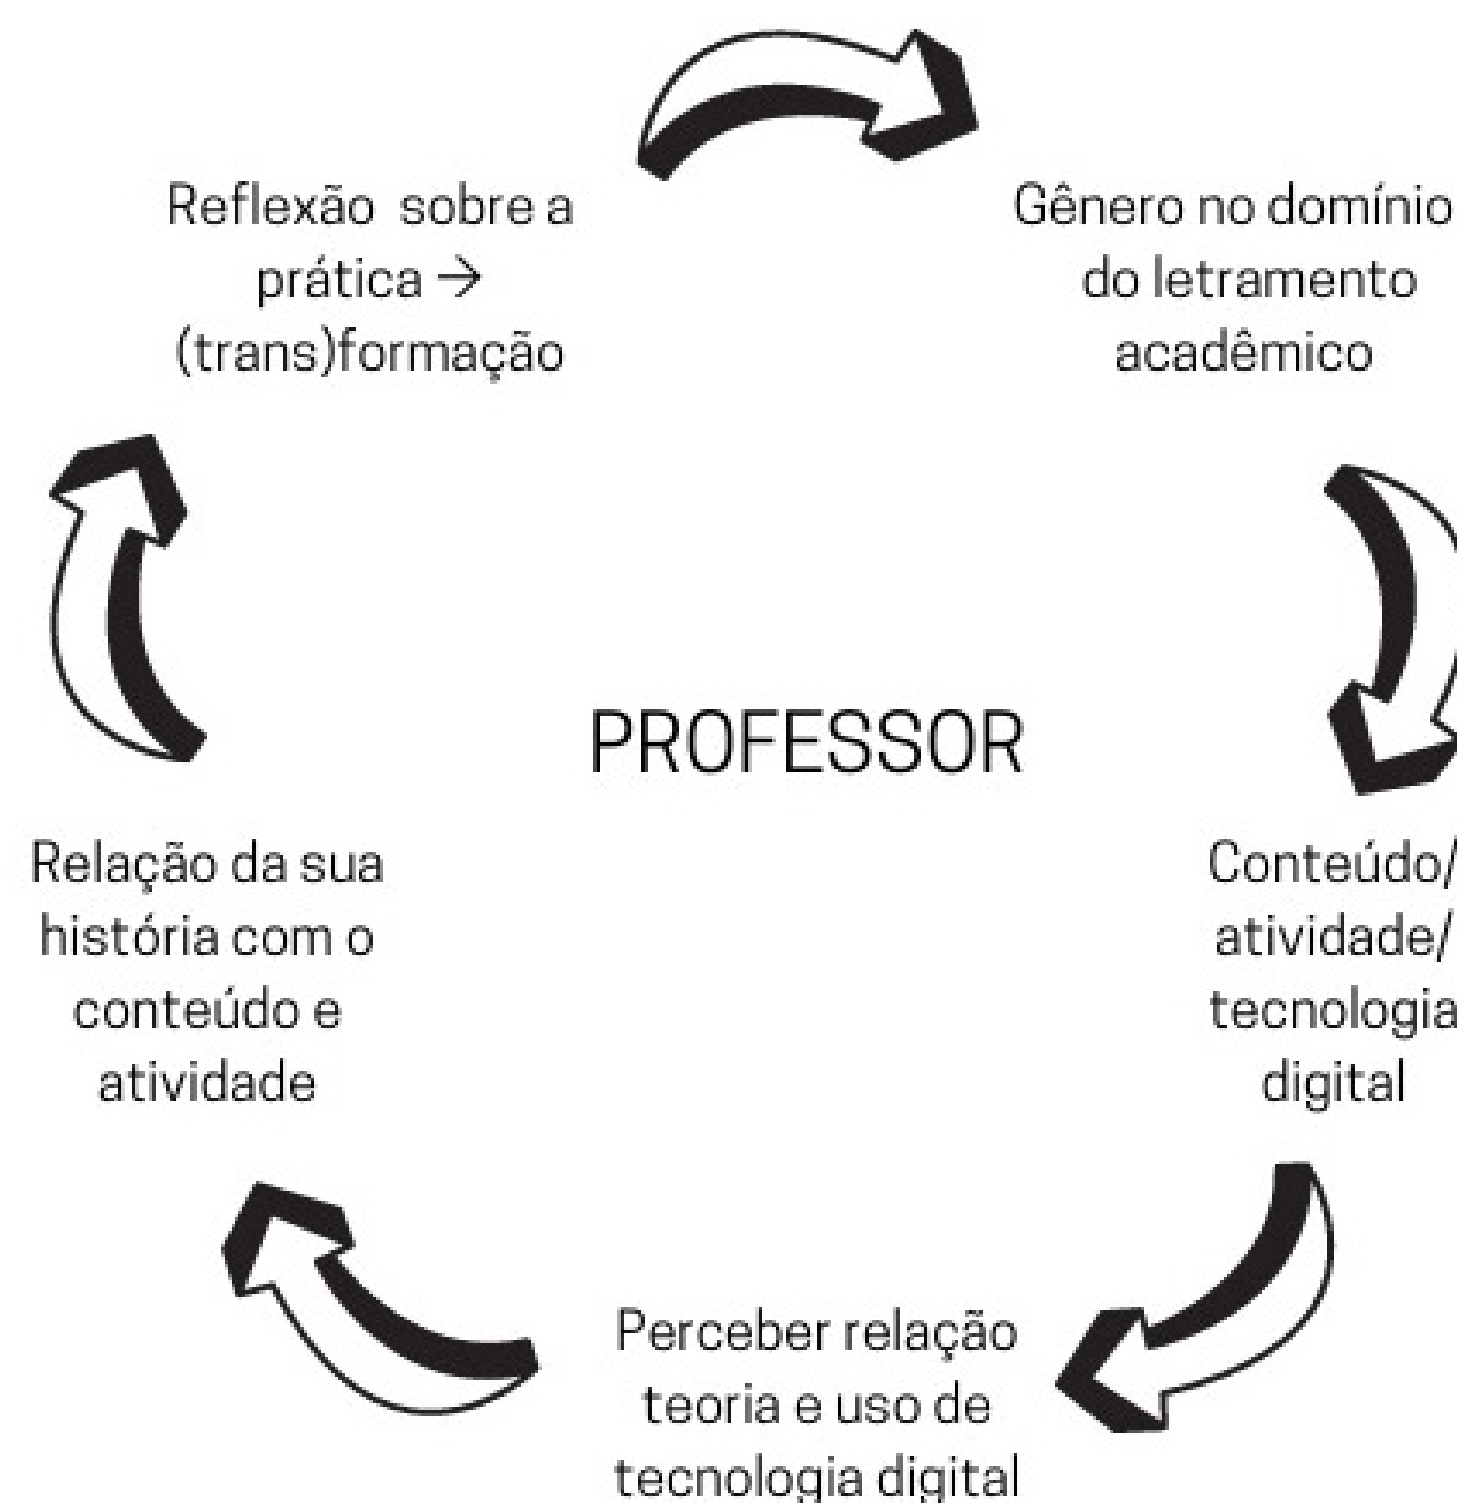 Reflexão sobre a
prática →
(trans)formação
Gênero no domínio
do letramento
acadêmico
PROFESSOR
Relação da sua
história com o
conteúdo e
atividade
Conteúdo/
atividade/
tecnologia
digital
Perceber relação
teoria e uso de
tecnologia digital